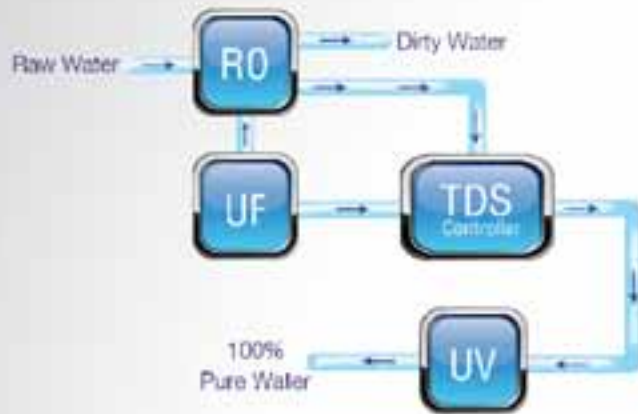 Raw Water
RO
Dirty Water
UF
TDS
Controller
100%
Pure Water
UV